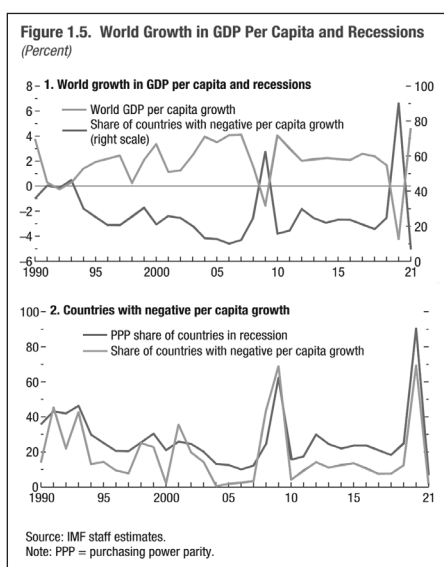 Figure 1.5. World Growth in GDP Per Capita and Recessions
(Percent)
8 - 1. World growth in GDP per capita and recessions - 100
6 -
World GDP per capita growth
- 80
Share of countries with negative per capita growth
4 -
(right scale)
- 60
2 -
0
- 40
−2 -
- 20
−4 -
−6 0
1990 95 2000 05 10 15 21
100 - 2. Countries with negative per capita growth
PPP share of countries in recession
80 -
Share of countries with negative per capita growth
60 -
40 -
20 -
0
1990 95 2000 05 10 15 21
Source: IMF staff estimates.
Note: PPP = purchasing power parity.